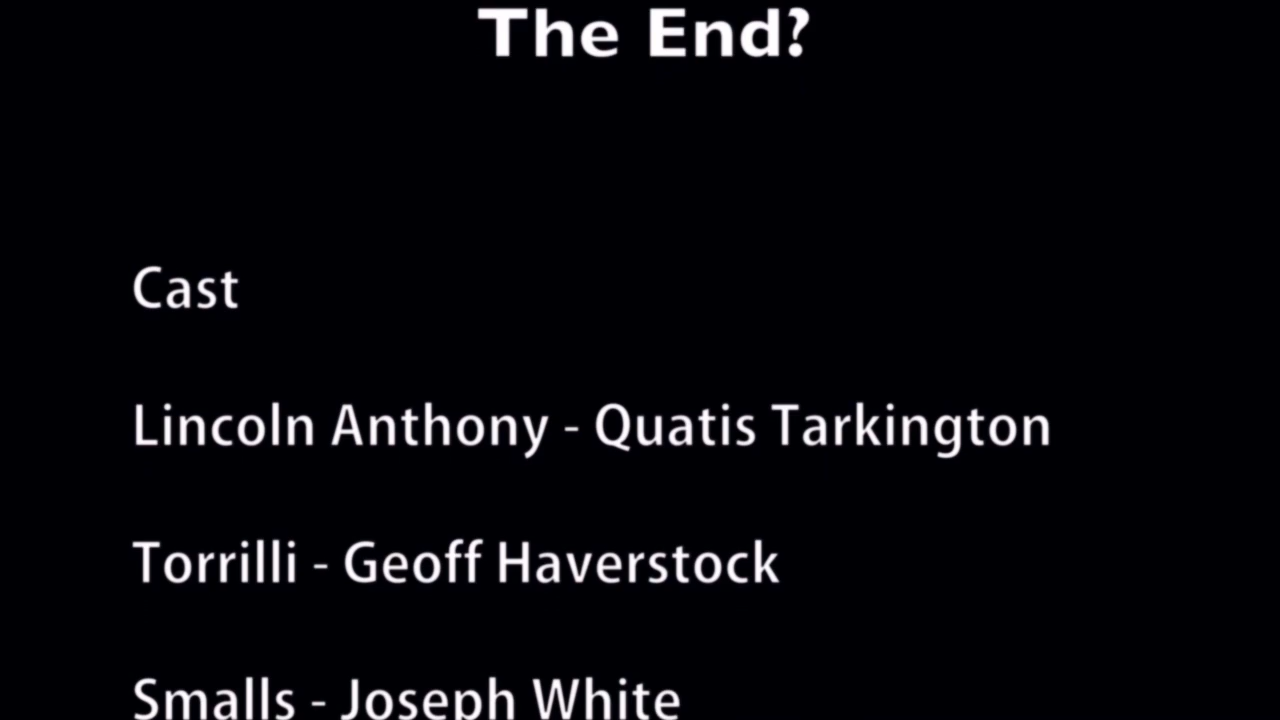 The End?
Cast
Lincoln Anthony - Quatis Tarkington
Torrilli - Geoff Haverstock
Smalls - Joseph White